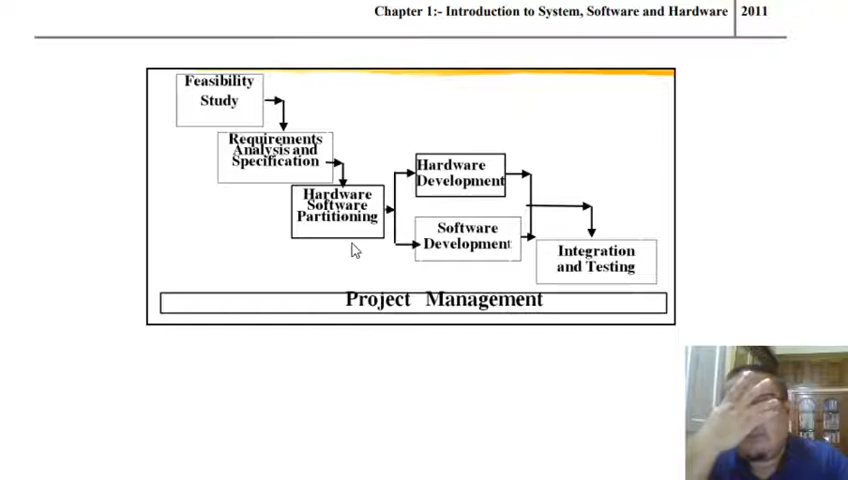 Chapter 1:- Introduction to System, Software and Hardware 2011
Feasibility
Study
Requirements
Analysis and
Specification
Hardware
Software
Partitioning
Hardware
Development
Software
Development
Integration
and Testing
Project Management